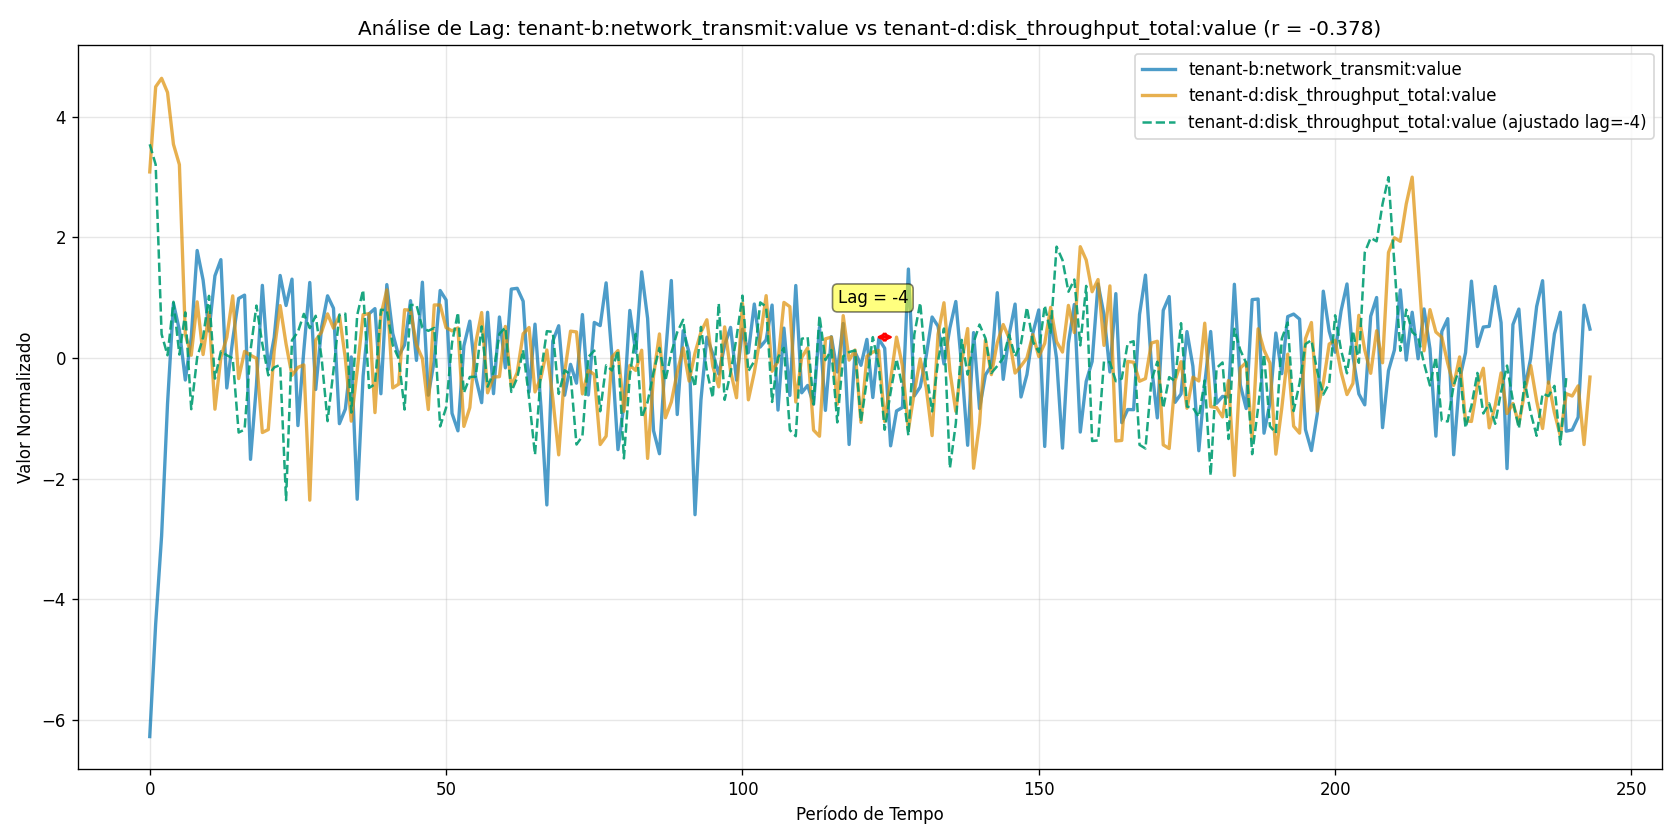 Análise de Lag: tenant-b:network_transmit:value vs tenant-d:disk_throughput_total:value (r = -0.378)
tenant-b:network_transmit:value
tenant-d:disk_throughput_total:value
tenant-d:disk_throughput_total:value (ajustado lag=-4)
Lag = -4
Valor Normalizado
4
2
0
−2
−4
−6
0
50
100
150
200
250
Período de Tempo